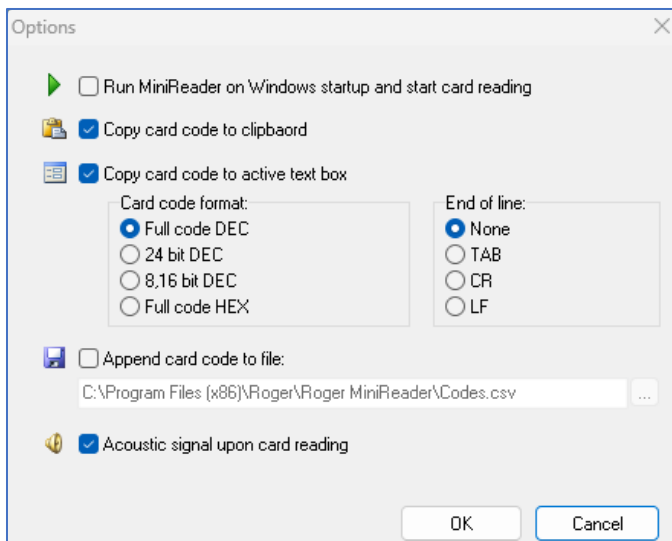 Options
Run MiniReader on Windows startup and start card reading
Copy card code to clipbaord
Copy card code to active text box
Card code format:
Full code DEC
24 bit DEC
8,16 bit DEC
Full code HEX
End of line:
None
TAB
CR
LF
Append card code to file:
C:\Program Files (x86)\Roger\Roger MiniReader\Codes.csv
...
Acoustic signal upon card reading
OK
Cancel